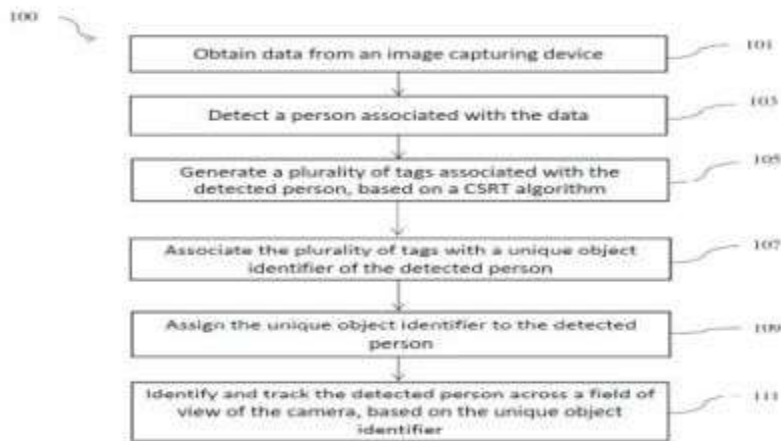 100
Obtain data from an image capturing device
101
Detect a person associated with the data
103
Generate a plurality of tags associated with the
detected person, based on a CSRT algorithm
105
Associate the plurality of tags with a unique object
identifier of the detected person
107
Assign the unique object identifier to the detected
person
109
Identify and track the detected person across a field of
view of the camera, based on the unique object
identifier
111